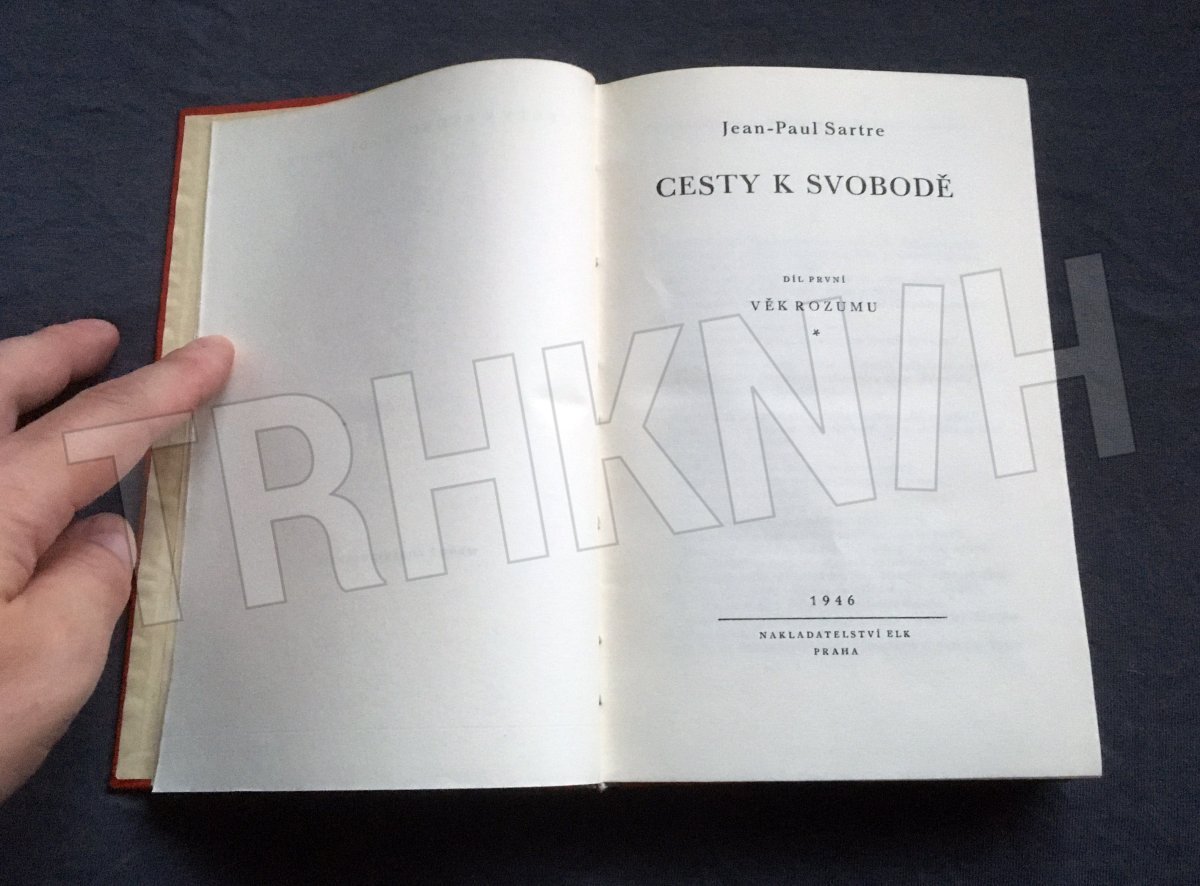 Jean-Paul Sartre
CESTY K SVOBODĚ
DÍL PRVNÍ
VĚK ROZUMU
*
TRHKNIH
1946
NAKLADATELSTVÍ ELK
PRAHA